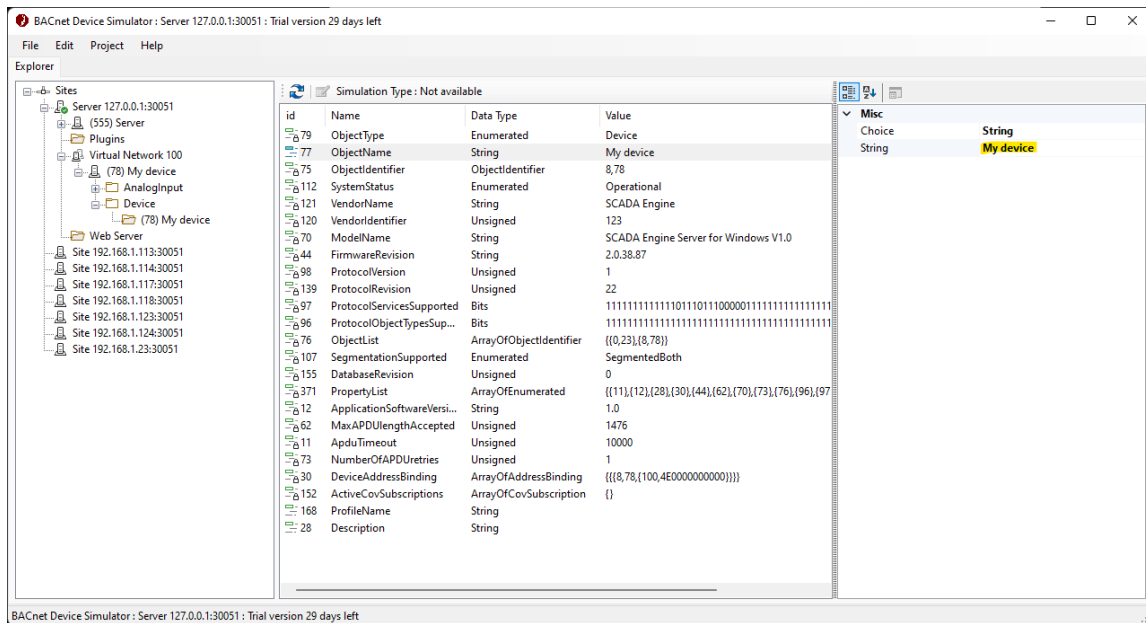 BACnet Device Simulator : Server 127.0.0.1:30051 : Trial version 29 days left
File Edit Project Help
Explorer
Sites
Server 127.0.0.1:30051
(555) Server
Plugins
Virtual Network 100
(78) My device
AnalogInput
Device
(78) My device
Web Server
Site 192.168.1.113:30051
Site 192.168.1.114:30051
Site 192.168.1.117:30051
Site 192.168.1.118:30051
Site 192.168.1.123:30051
Site 192.168.1.124:30051
Site 192.168.1.23:30051
Simulation Type : Not available
id Name Data Type Value
79 ObjectType Enumerated Device
77 ObjectName String My device
75 ObjectIdentifier ObjectIdentifier 8,78
112 SystemStatus Enumerated Operational
121 VendorName String SCADA Engine
120 VendorIdentifier Unsigned 123
70 ModelName String SCADA Engine Server for Windows V1.0
44 FirmwareRevision String 2.0.38.87
98 ProtocolVersion Unsigned 1
139 ProtocolRevision Unsigned 22
97 ProtocolServicesSupported Bits
96 ProtocolObjectTypesSup... Bits
76 ObjectList ArrayOfObjectIdentifier {{0,23},{8,78}}
107 SegmentationSupported Enumerated SegmentedBoth
155 DatabaseRevision Unsigned 0
371 PropertyList ArrayOfEnumerated {{11},{12},{28},{30},{44},{62},{70},{73},{76},{96},{97
12 ApplicationSoftwareVersi... String 1.0
62 MaxAPDUlengthAccepted Unsigned 1476
11 ApduTimeout Unsigned 10000
73 NumberOfAPDUretries Unsigned 1
30 DeviceAddressBinding ArrayOfAddressBinding {{{8,78,{100,4E0000000000}}}}
152 ActiveCovSubscriptions ArrayOfCovSubscription {}
168 ProfileName String
28 Description String
Misc
Choice String
String My device
BACnet Device Simulator : Server 127.0.0.1:30051 : Trial version 29 days left